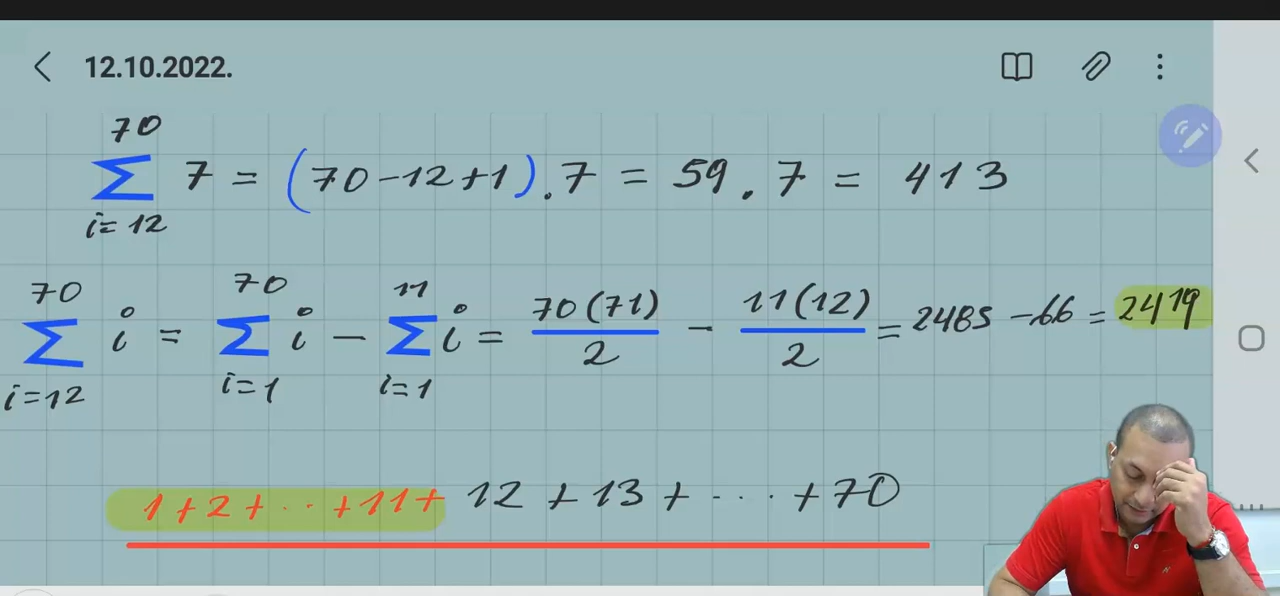 12.10.2022.
70
Σ 7 = (70-12+1).7 = 59.7 = 413
i=12
70 70 11
Σ i = Σ i - Σ i = 70(71)/2 - 11(12)/2 = 2485 -66 = 2419
i=12 i=1 i=1
1+2+..+11+ 12+13+....+70